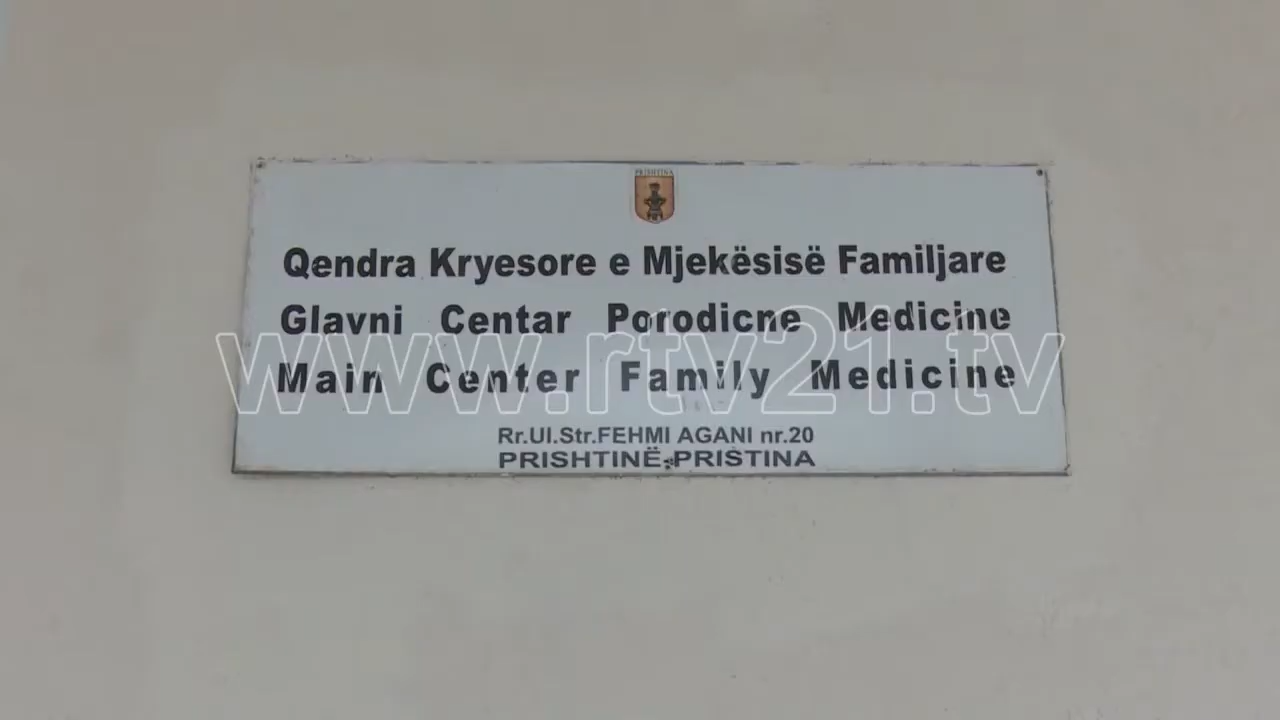 PRISHTINA
Qendra Kryesore e Mjekësisë Familjare
Glavni Centar Porodicne Medicine
Main Center Family Medicine
www.rtv21.tv
Rr.Ul.Str.FEHMI AGANI nr.20
PRISHTINË-PRIŠTINA